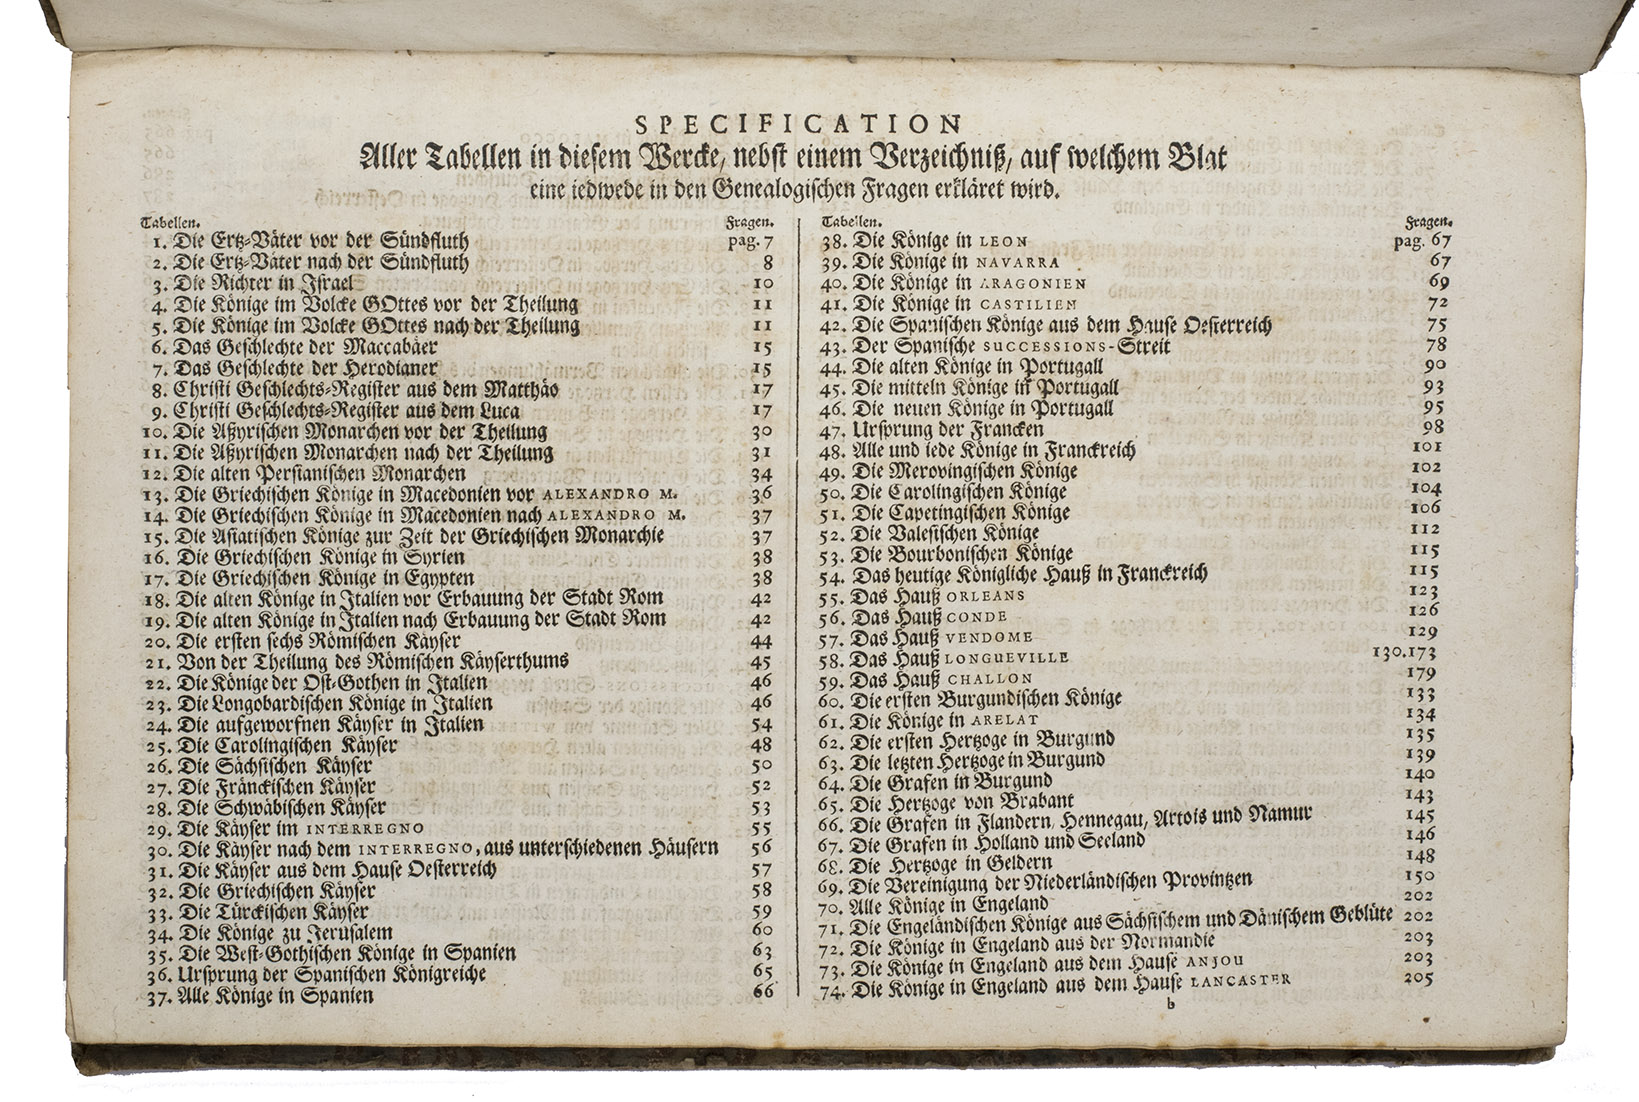 SPECIFICATION
Aller Tabellen in diesem Wercke, nebst einem Verzeichniß, auf welchem Blat
eine jedwede in den Genealogischen Fragen erkläret wird.
Tabellen. Fragen.
1. Die Ertz-Väter vor der Sündfluth pag. 7
2. Die Ertz-Väter nach der Sündfluth 8
3. Die Richter in Israel 10
4. Die Könige im Volcke GOttes vor der Theilung 11
5. Die Könige im Volcke GOttes nach der Theilung 11
6. Das Geschlechte der Maccabäer 15
7. Das Geschlechte der Herodianer 15
8. Christi Geschlechts-Register aus dem Matthäo 17
9. Christi Geschlechts-Register aus dem Luca 17
10. Die Aßyrischen Monarchen vor der Theilung 30
11. Die Aßyrischen Monarchen nach der Theilung 31
12. Die alten Persianischen Monarchen 34
13. Die Griechischen Könige in Macedonien vor ALEXANDRO M. 36
14. Die Griechischen Könige in Macedonien nach ALEXANDRO M. 37
15. Die Asiatischen Könige zur Zeit der Griechischen Monarchie 37
16. Die Griechischen Könige in Syrien 38
17. Die Griechischen Könige in Egypten 38
18. Die alten Könige in Italien vor Erbauung der Stadt Rom 42
19. Die alten Könige in Italien nach Erbauung der Stadt Rom 42
20. Die ersten sechs Römischen Käyser 44
21. Von der Theilung des Römischen Käyserthums 45
22. Die Könige der Ost-Gothen in Italien 46
23. Die Longobardischen Könige in Italien 46
24. Die aufgeworfnen Käyser in Italien 54
25. Die Carolingischen Käyser 48
26. Die Sächsischen Käyser 50
27. Die Fränckischen Käyser 52
28. Die Schwäbischen Käyser 53
29. Die Käyser im INTERREGNO 55
30. Die Käyser nach dem INTERREGNO, aus unterschiedenen Häusern 56
31. Die Käyser aus dem Hause Oesterreich 57
32. Die Griechischen Käyser 58
33. Die Türckischen Käyser 59
34. Die Könige zu Jerusalem 60
35. Die West-Gothischen Könige in Spanien 63
36. Ursprung der Spanischen Königreiche 65
37. Alle Könige in Spanien 66
Tabellen. Fragen.
38. Die Könige in LEON pag. 67
39. Die Könige in NAVARRA 67
40. Die Könige in ARAGONIEN 69
41. Die Könige in CASTILIEN 72
42. Die Spanischen Könige aus dem Hause Oesterreich 75
43. Der Spanische SUCCESSIONS-Streit 78
44. Die alten Könige in Portugall 90
45. Die mitteln Könige in Portugall 93
46. Die neuen Könige in Portugall 95
47. Ursprung der Francken 98
48. Alle und jede Könige in Franckreich 101
49. Die Merovingischen Könige 102
50. Die Carolingischen Könige 104
51. Die Capetingischen Könige 106
52. Die Valesischen Könige 112
53. Die Bourbonischen Könige 115
54. Das heutige Königliche Hauß in Franckreich 115
55. Das Hauß ORLEANS 123
56. Das Hauß CONDE 126
57. Das Hauß VENDOME 129
58. Das Hauß LONGUEVILLE 130.173
59. Das Hauß CHALLON 179
60. Die ersten Burgundischen Könige 133
61. Die Könige in ARELAT 134
62. Die ersten Hertzoge in Burgund 135
63. Die letzten Hertzoge in Burgund 139
64. Die Grafen in Burgund 140
65. Die Hertzoge von Brabant 143
66. Die Grafen in Flandern, Hennegau, Artois und Namur 145
67. Die Grafen in Holland und Seeland 146
68. Die Hertzoge in Geldern 148
69. Die Vereinigung der Niederländischen Provintzen 150
70. Alle Könige in Engeland 202
71. Die Engeländischen Könige aus Sächsischem und Dänischem Geblüte 202
72. Die Könige in Engeland aus der Normandie 203
73. Die Könige in Engeland aus dem Hause ANJOU 203
74. Die Könige in Engeland aus dem Hause LANCASTER 205
b